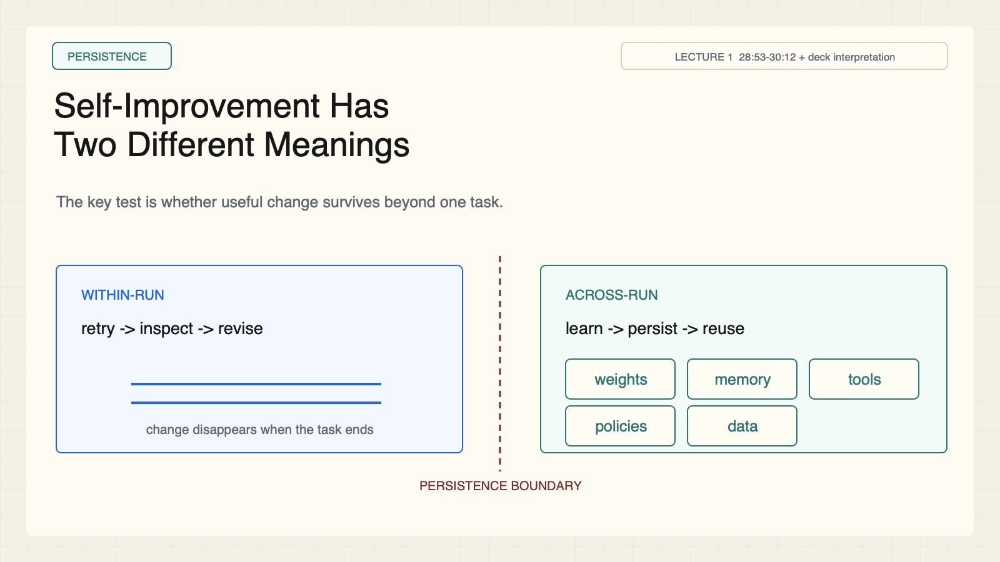 PERSISTENCE
LECTURE 1  28:53-30:12 + deck interpretation
Self-Improvement Has
Two Different Meanings
The key test is whether useful change survives beyond one task.
WITHIN-RUN
retry -> inspect -> revise
change disappears when the task ends
ACROSS-RUN
learn -> persist -> reuse
weights
memory
tools
policies
data
PERSISTENCE BOUNDARY